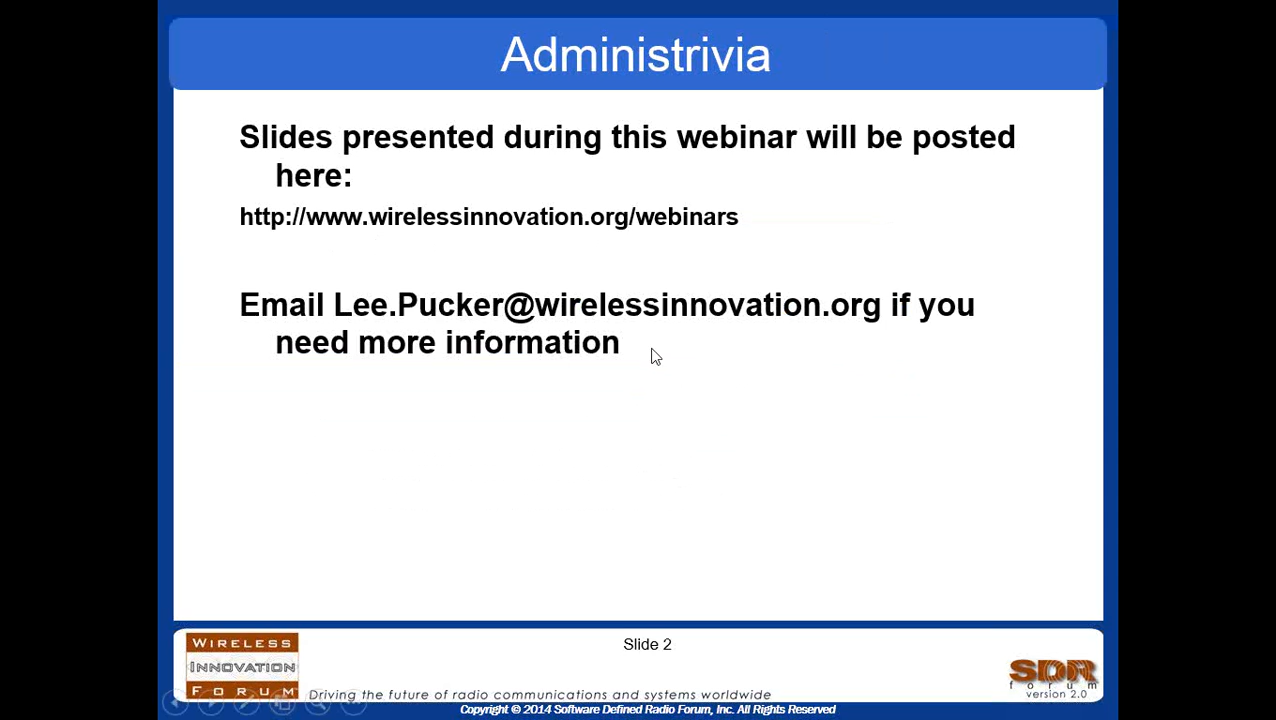 Administrivia
Slides presented during this webinar will be posted
here:
http://www.wirelessinnovation.org/webinars
Email Lee.Pucker@wirelessinnovation.org if you
need more information
Slide 2
WIRELESS
INNOVATION
FORUM
Driving the future of radio communications and systems worldwide
SDR
forum
version 2.0
Copyright © 2014 Software Defined Radio Forum, Inc. All Rights Reserved